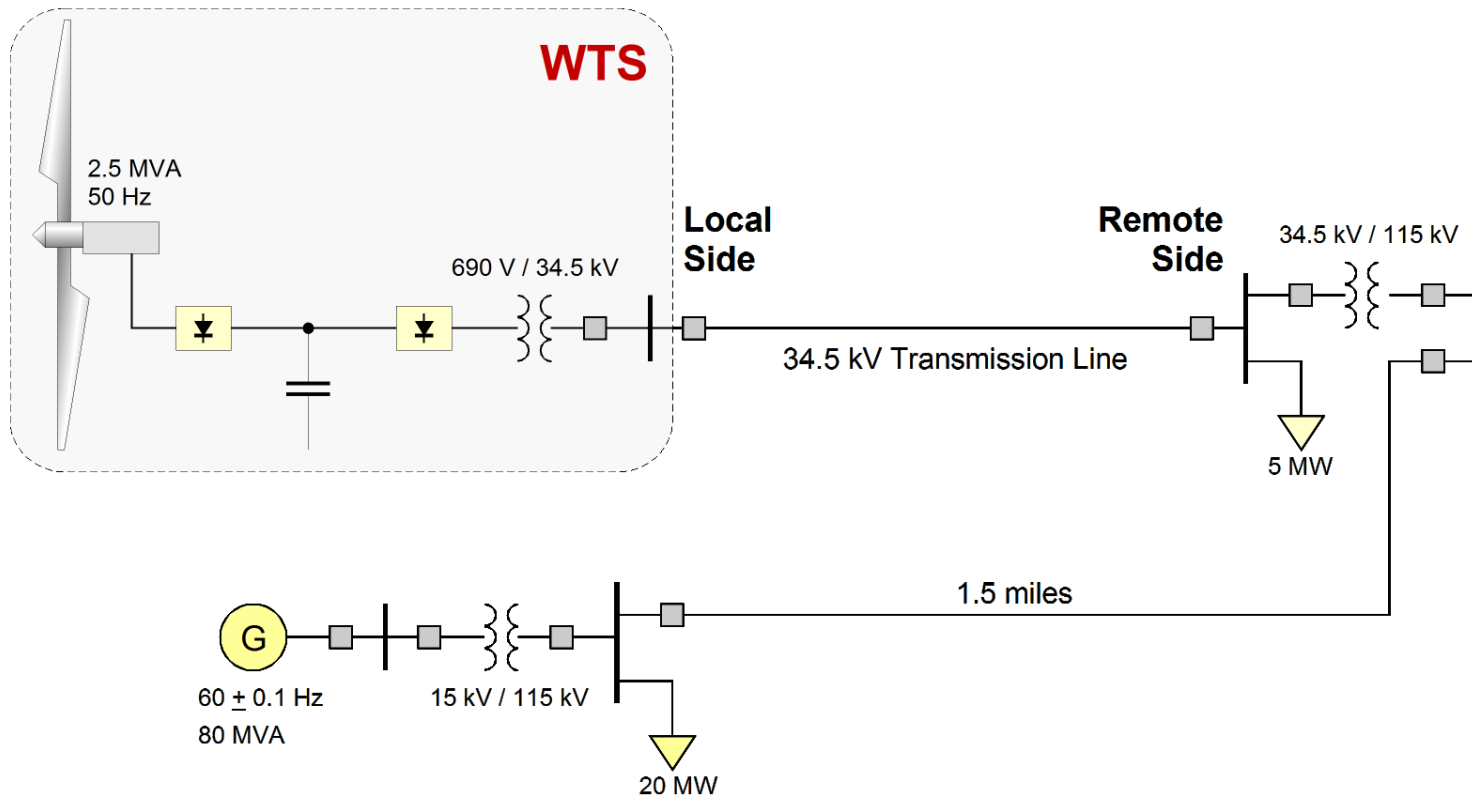 WTS
2.5 MVA
50 Hz
690 V / 34.5 kV
Local
Side
Remote
Side
34.5 kV / 115 kV
34.5 kV Transmission Line
5 MW
1.5 miles
G
60 ± 0.1 Hz
80 MVA
15 kV / 115 kV
20 MW